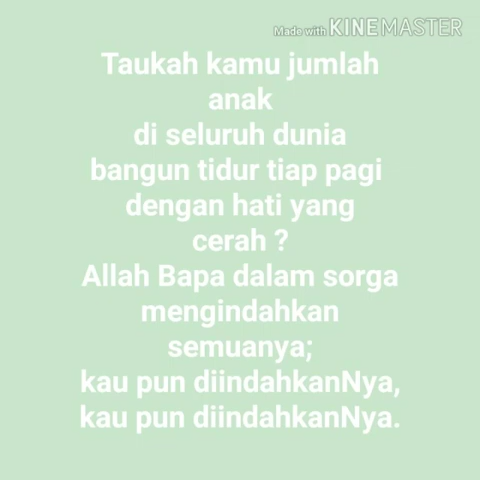 Made with KINEMASTER
Taukah kamu jumlah
anak
di seluruh dunia
bangun tidur tiap pagi
dengan hati yang
cerah ?
Allah Bapa dalam sorga
mengindahkan
semuanya;
kau pun diindahkanNya,
kau pun diindahkanNya.